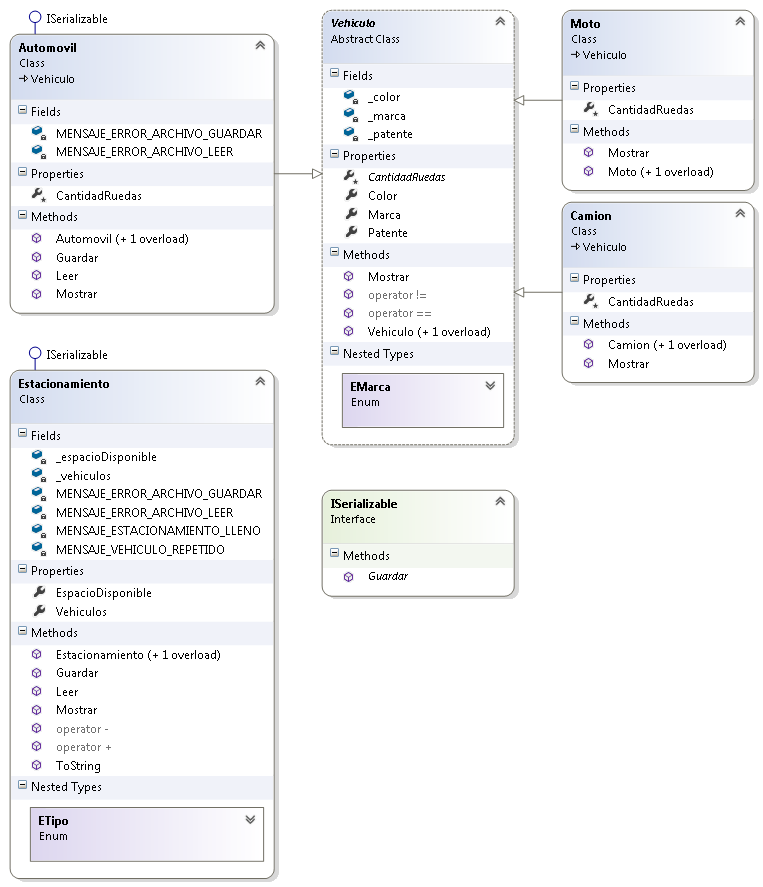 ISerializable
Automovil
Class
Vehiculo
Fields
MENSAJE_ERROR_ARCHIVO_GUARDAR
MENSAJE_ERROR_ARCHIVO_LEER
Properties
CantidadRuedas
Methods
Automovil (+ 1 overload)
Guardar
Leer
Mostrar
ISerializable
Estacionamiento
Class
Fields
_espacioDisponible
_vehiculos
MENSAJE_ERROR_ARCHIVO_GUARDAR
MENSAJE_ERROR_ARCHIVO_LEER
MENSAJE_ESTACIONAMIENTO_LLENO
MENSAJE_VEHICULO_REPETIDO
Properties
EspacioDisponible
Vehiculos
Methods
Estacionamiento (+ 1 overload)
Guardar
Leer
Mostrar
operator -
operator +
ToString
Nested Types
ETipo
Enum
Vehiculo
Abstract Class
Fields
_color
_marca
_patente
Properties
CantidadRuedas
Color
Marca
Patente
Methods
Mostrar
operator !=
operator ==
Vehiculo (+ 1 overload)
Nested Types
EMarca
Enum
ISerializable
Interface
Methods
Guardar
Moto
Class
Vehiculo
Properties
CantidadRuedas
Methods
Mostrar
Moto (+ 1 overload)
Camion
Class
Vehiculo
Properties
CantidadRuedas
Methods
Camion (+ 1 overload)
Mostrar